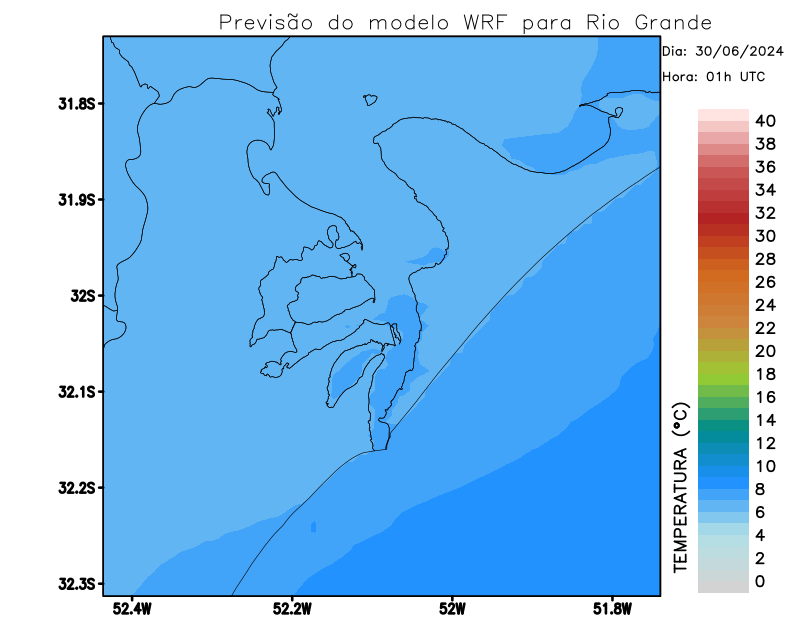 Previsão do modelo WRF para Rio Grande
Dia: 30/06/2024
Hora: 01h UTC
31.8S
31.9S
32S
32.1S
32.2S
32.3S
52.4W
52.2W
52W
51.8W
TEMPERATURA (°C)
40
38
36
34
32
30
28
26
24
22
20
18
16
14
12
10
8
6
4
2
0